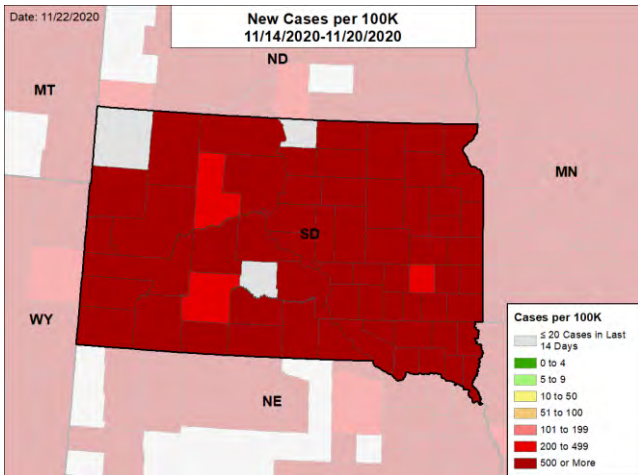 Date: 11/22/2020
New Cases per 100K
11/14/2020-11/20/2020
ND
MT
MN
SD
WY
NE
Cases per 100K
≤ 20 Cases in Last
14 Days
0 to 4
5 to 9
10 to 50
51 to 100
101 to 199
200 to 499
500 or More